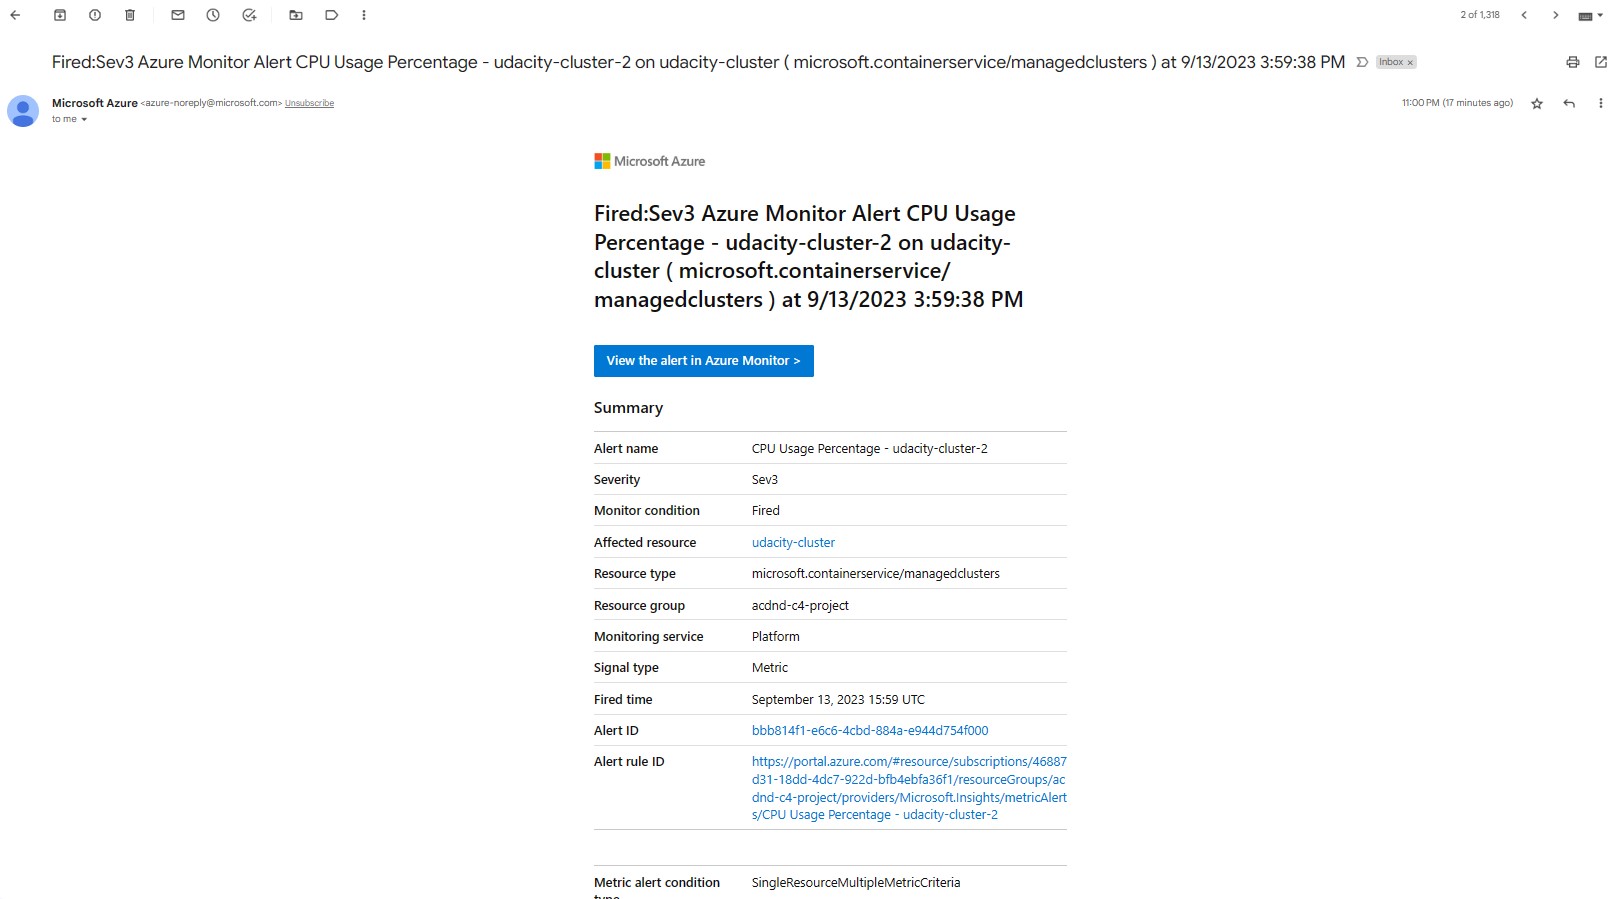 2 of 1,318
Fired:Sev3 Azure Monitor Alert CPU Usage Percentage - udacity-cluster-2 on udacity-cluster ( microsoft.containerservice/managedclusters ) at 9/13/2023 3:59:38 PM
Inbox ×
Microsoft Azure <azure-noreply@microsoft.com> Unsubscribe
11:00 PM (17 minutes ago)
to me
Microsoft Azure
Fired:Sev3 Azure Monitor Alert CPU Usage
Percentage - udacity-cluster-2 on udacity-
cluster ( microsoft.containerservice/
managedclusters ) at 9/13/2023 3:59:38 PM
View the alert in Azure Monitor >
Summary
Alert name CPU Usage Percentage - udacity-cluster-2
Severity Sev3
Monitor condition Fired
Affected resource udacity-cluster
Resource type microsoft.containerservice/managedclusters
Resource group acdnd-c4-project
Monitoring service Platform
Signal type Metric
Fired time September 13, 2023 15:59 UTC
Alert ID bbb814f1-e6c6-4cbd-884a-e944d754f000
Alert rule ID https://portal.azure.com/#resource/subscriptions/46887
d31-18dd-4dc7-922d-bfb4ebfa36f1/resourceGroups/ac
dnd-c4-project/providers/Microsoft.Insights/metricAlert
s/CPU Usage Percentage - udacity-cluster-2
Metric alert condition SingleResourceMultipleMetricCriteria
type